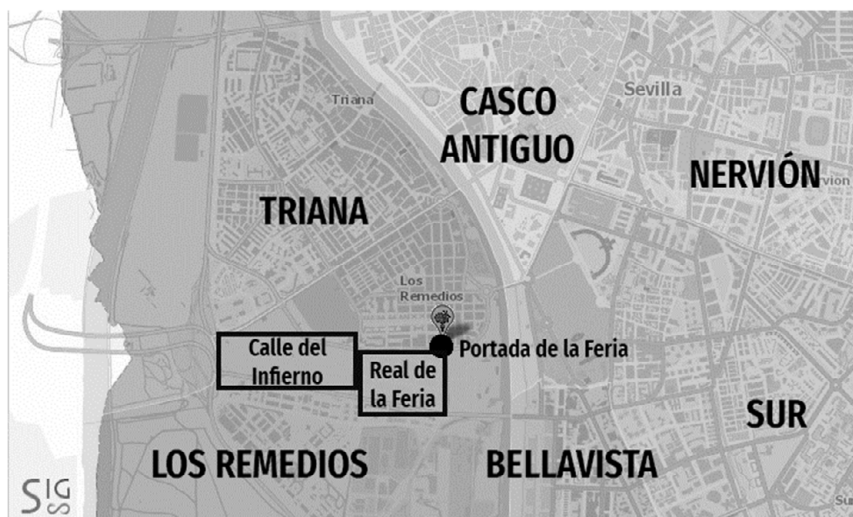 CASCO
ANTIGUO
Triana
Sevilla
NERVIÓN
TRIANA
Los
Remedios
Calle del
Infierno
Portada de la Feria
Real de
la Feria
SUR
LOS REMEDIOS
BELLAVISTA
SIG